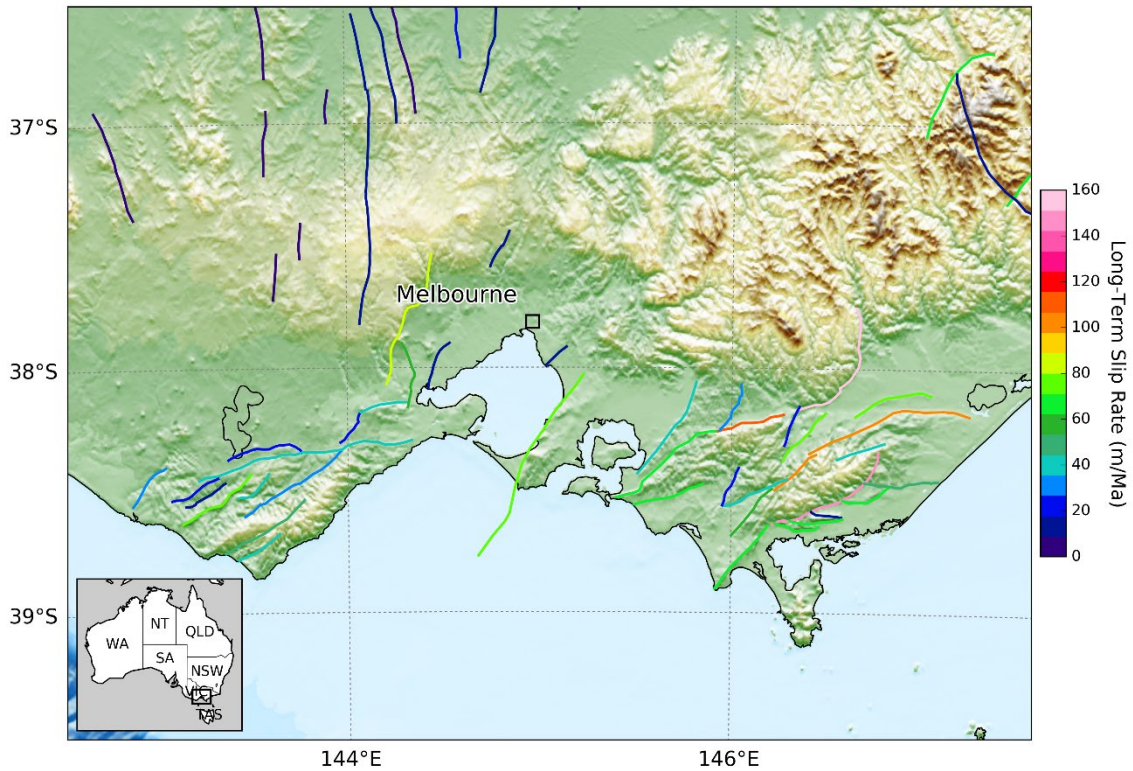 37°S
38°S
39°S
144°E
146°E
Melbourne
WA
NT
QLD
SA
NSW
VIC
TAS
160
140
120
100
80
60
40
20
0
Long-Term Slip Rate (m/Ma)